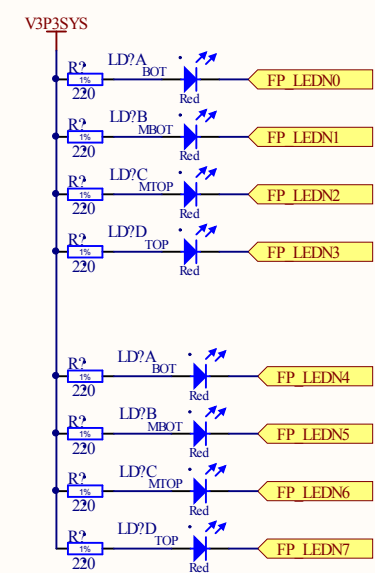 V3P3SYS
R? LD?A
1% BOT FP_LEDN0
220 Red
R? LD?B
1% MBOT FP_LEDN1
220 Red
R? LD?C
1% MTOP FP_LEDN2
220 Red
R? LD?D
1% TOP FP_LEDN3
220 Red
R? LD?A
1% BOT FP_LEDN4
220 Red
R? LD?B
1% MBOT FP_LEDN5
220 Red
R? LD?C
1% MTOP FP_LEDN6
220 Red
R? LD?D
1% TOP FP_LEDN7
220 Red